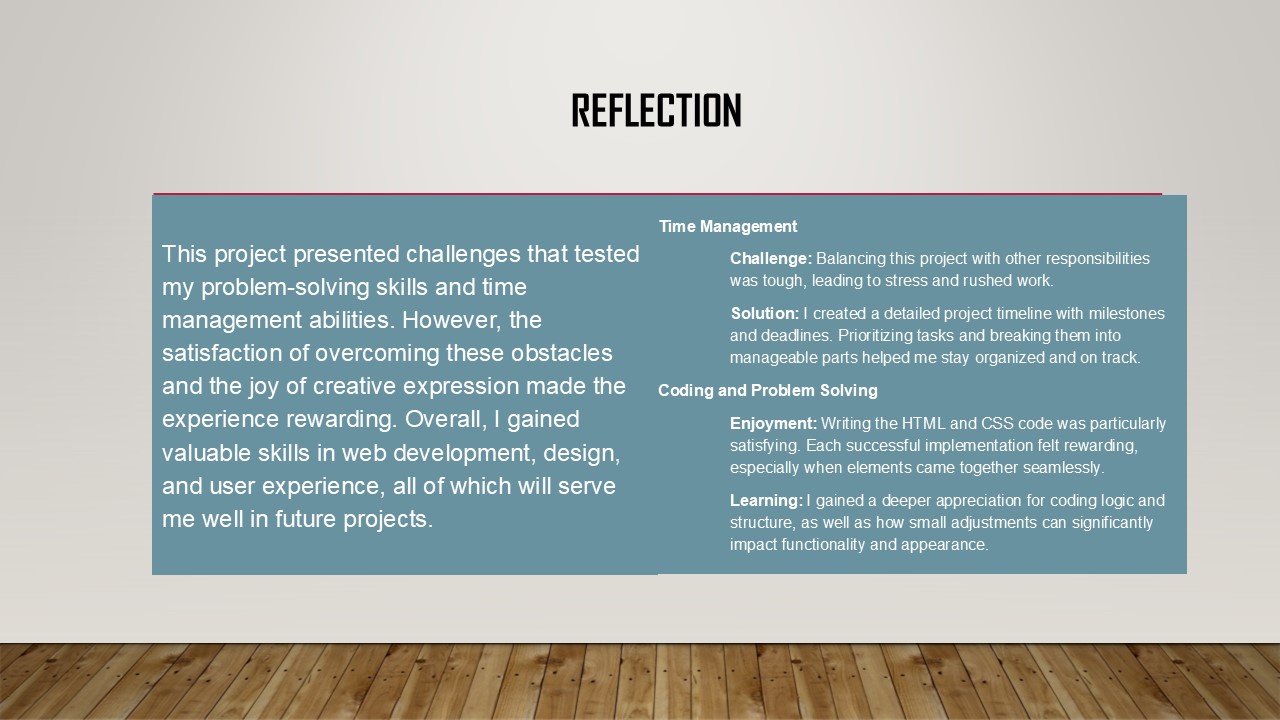 REFLECTION
This project presented challenges that tested
my problem-solving skills and time
management abilities. However, the
satisfaction of overcoming these obstacles
and the joy of creative expression made the
experience rewarding. Overall, I gained
valuable skills in web development, design,
and user experience, all of which will serve
me well in future projects.
Time Management
Challenge: Balancing this project with other responsibilities
was tough, leading to stress and rushed work.
Solution: I created a detailed project timeline with milestones
and deadlines. Prioritizing tasks and breaking them into
manageable parts helped me stay organized and on track.
Coding and Problem Solving
Enjoyment: Writing the HTML and CSS code was particularly
satisfying. Each successful implementation felt rewarding,
especially when elements came together seamlessly.
Learning: I gained a deeper appreciation for coding logic and
structure, as well as how small adjustments can significantly
impact functionality and appearance.